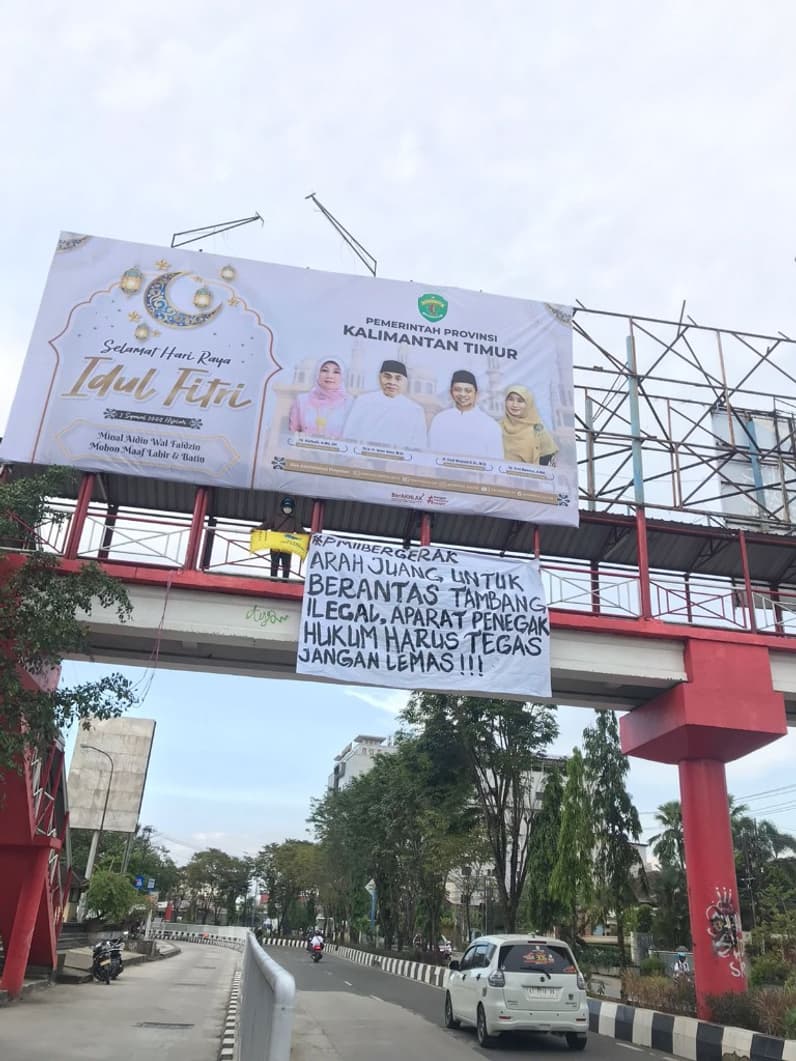 Selamat Hari Raya
Idul Fitri
Minal Aidin Wal Faidzin
Mohon Maaf Lahir & Batin
PEMERINTAH PROVINSI
KALIMANTAN TIMUR
BerAKHLAK
#PMIIBERGERAK
ARAH JUANG UNTUK
BERANTAS TAMBANG
ILEGAL, APARAT PENEGAK
HUKUM HARUS TEGAS
JANGAN LEMAS!!!